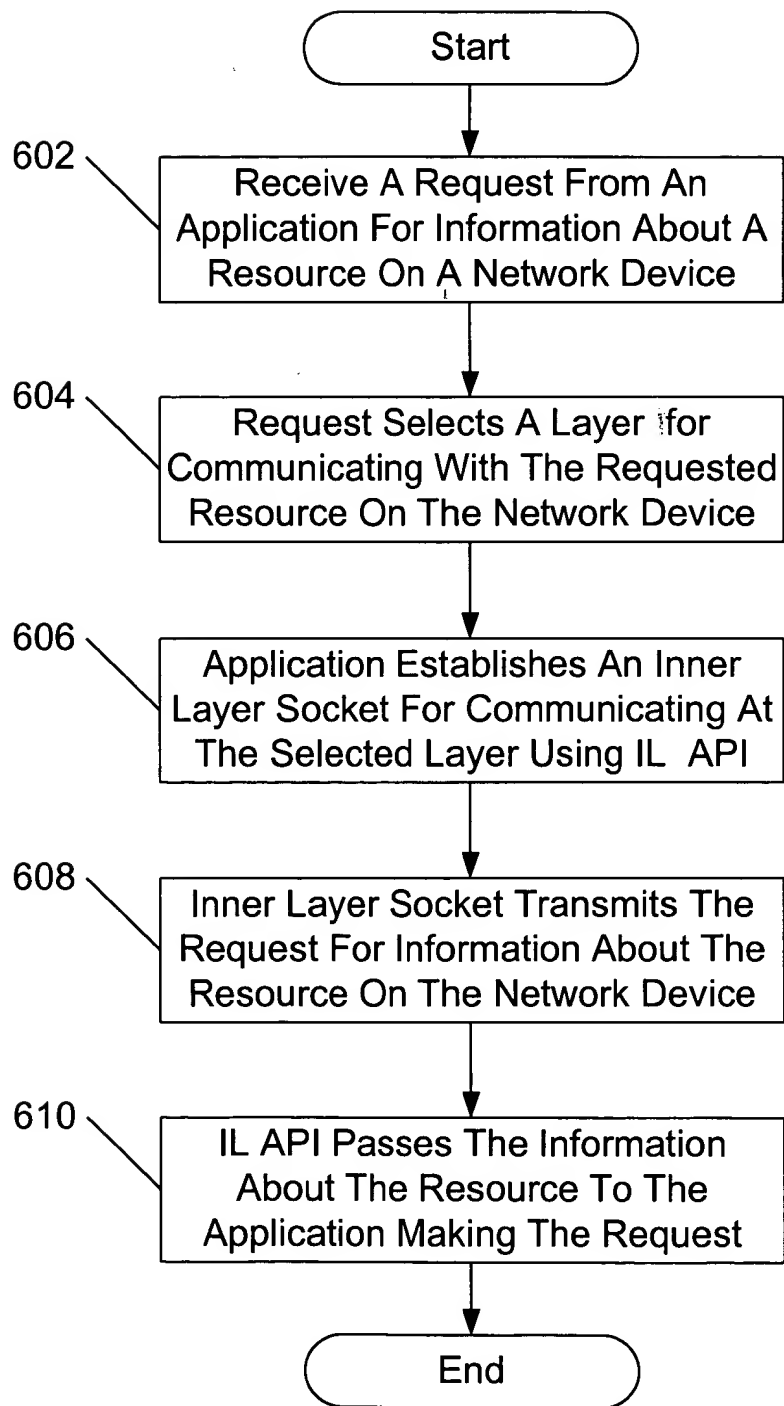 Start
602
Receive A Request From An
Application For Information About A
Resource On A Network Device
604
Request Selects A Layer for
Communicating With The Requested
Resource On The Network Device
606
Application Establishes An Inner
Layer Socket For Communicating At
The Selected Layer Using IL API
608
Inner Layer Socket Transmits The
Request For Information About The
Resource On The Network Device
610
IL API Passes The Information
About The Resource To The
Application Making The Request
End